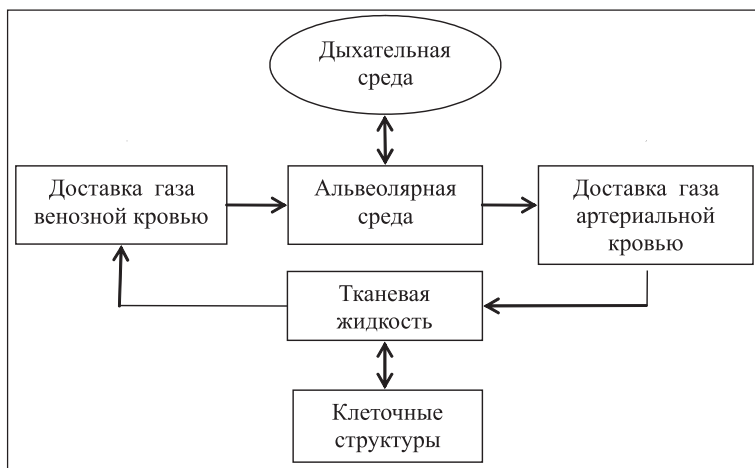 Дыхательная
среда
Доставка газа
венозной кровью
Альвеолярная
среда
Доставка газа
артериальной
кровью
Тканевая
жидкость
Клеточные
структуры